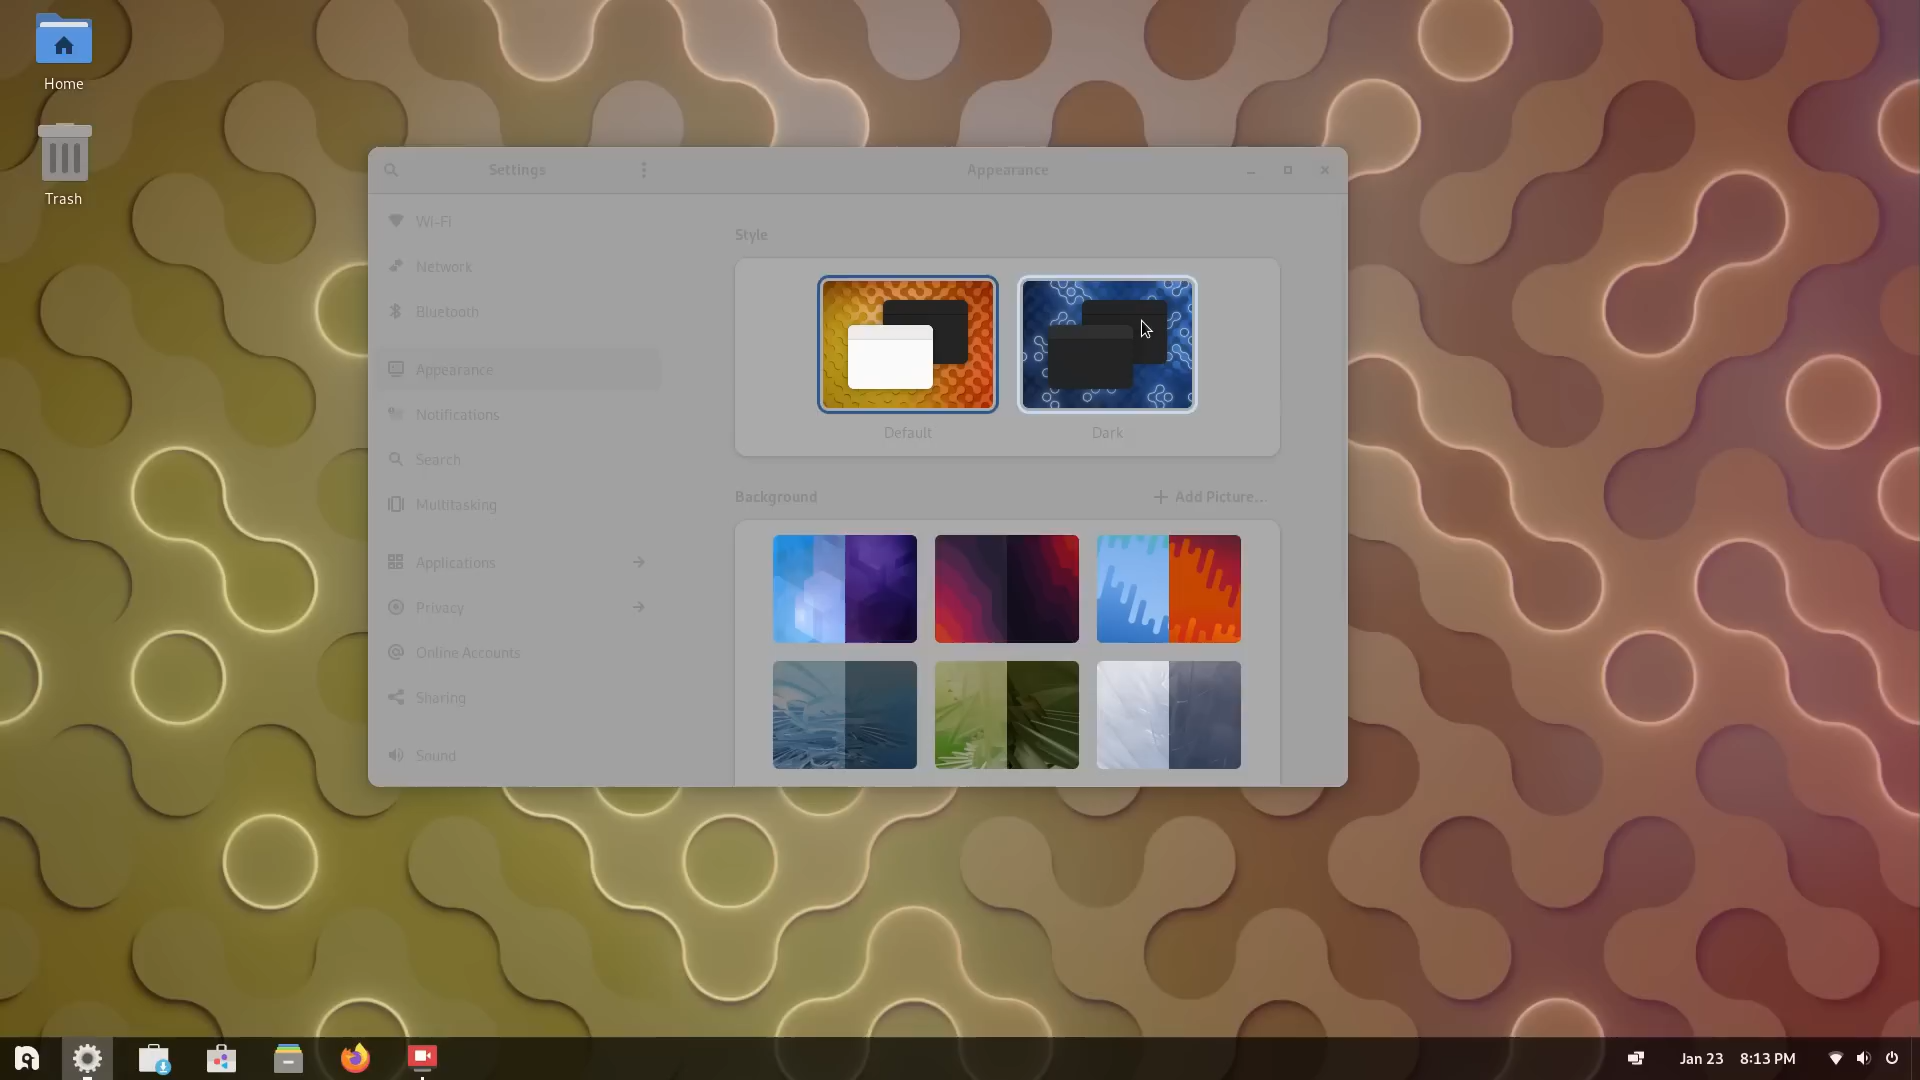 Home
Trash
Settings
Appearance
Wi-Fi
Network
Bluetooth
Appearance
Notifications
Search
Multitasking
Applications
Privacy
Online Accounts
Sharing
Sound
Style
Default
Dark
Background
Add Picture…
Jan 23 8:13 PM